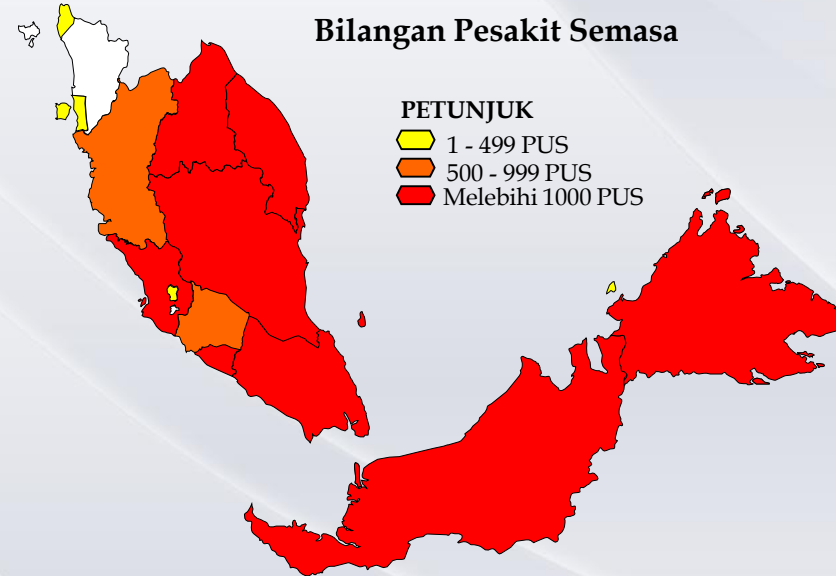 Bilangan Pesakit Semasa
PETUNJUK
1 - 499 PUS
500 - 999 PUS
Melebihi 1000 PUS